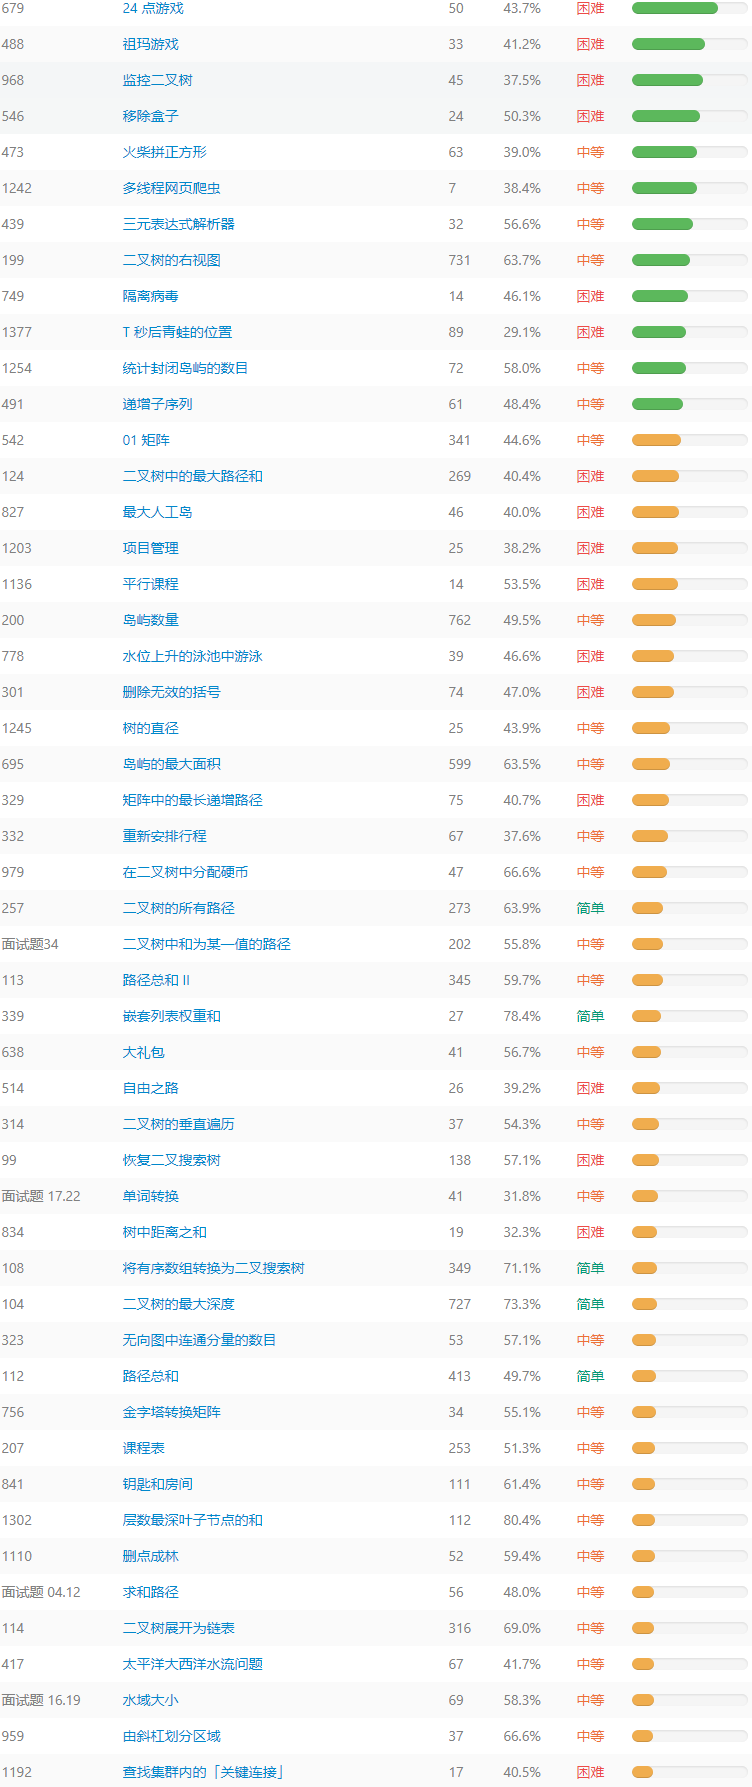 679 24 点游戏 50 43.7% 困难
488 祖玛游戏 33 41.2% 困难
968 监控二叉树 45 37.5% 困难
546 移除盒子 24 50.3% 困难
473 火柴拼正方形 63 39.0% 中等
1242 多线程网页爬虫 7 38.4% 中等
439 三元表达式解析器 32 56.6% 中等
199 二叉树的右视图 731 63.7% 中等
749 隔离病毒 14 46.1% 困难
1377 T 秒后青蛙的位置 89 29.1% 困难
1254 统计封闭岛屿的数目 72 58.0% 中等
491 递增子序列 61 48.4% 中等
542 01 矩阵 341 44.6% 中等
124 二叉树中的最大路径和 269 40.4% 困难
827 最大人工岛 46 40.0% 困难
1203 项目管理 25 38.2% 困难
1136 平行课程 14 53.5% 困难
200 岛屿数量 762 49.5% 中等
778 水位上升的泳池中游泳 39 46.6% 困难
301 删除无效的括号 74 47.0% 困难
1245 树的直径 25 43.9% 中等
695 岛屿的最大面积 599 63.5% 中等
329 矩阵中的最长递增路径 75 40.7% 困难
332 重新安排行程 67 37.6% 中等
979 在二叉树中分配硬币 47 66.6% 中等
257 二叉树的所有路径 273 63.9% 简单
面试题34 二叉树中和为某一值的路径 202 55.8% 中等
113 路径总和 II 345 59.7% 中等
339 嵌套列表权重和 27 78.4% 简单
638 大礼包 41 56.7% 中等
514 自由之路 26 39.2% 困难
314 二叉树的垂直遍历 37 54.3% 中等
99 恢复二叉搜索树 138 57.1% 困难
面试题 17.22 单词转换 41 31.8% 中等
834 树中距离之和 19 32.3% 困难
108 将有序数组转换为二叉搜索树 349 71.1% 简单
104 二叉树的最大深度 727 73.3% 简单
323 无向图中连通分量的数目 53 57.1% 中等
112 路径总和 413 49.7% 简单
756 金字塔转换矩阵 34 55.1% 中等
207 课程表 253 51.3% 中等
841 钥匙和房间 111 61.4% 中等
1302 层数最深叶子节点的和 112 80.4% 中等
1110 删点成林 52 59.4% 中等
面试题 04.12 求和路径 56 48.0% 中等
114 二叉树展开为链表 316 69.0% 中等
417 太平洋大西洋水流问题 67 41.7% 中等
面试题 16.19 水域大小 69 58.3% 中等
959 由斜杠划分区域 37 66.6% 中等
1192 查找集群内的「关键连接」 17 40.5% 困难